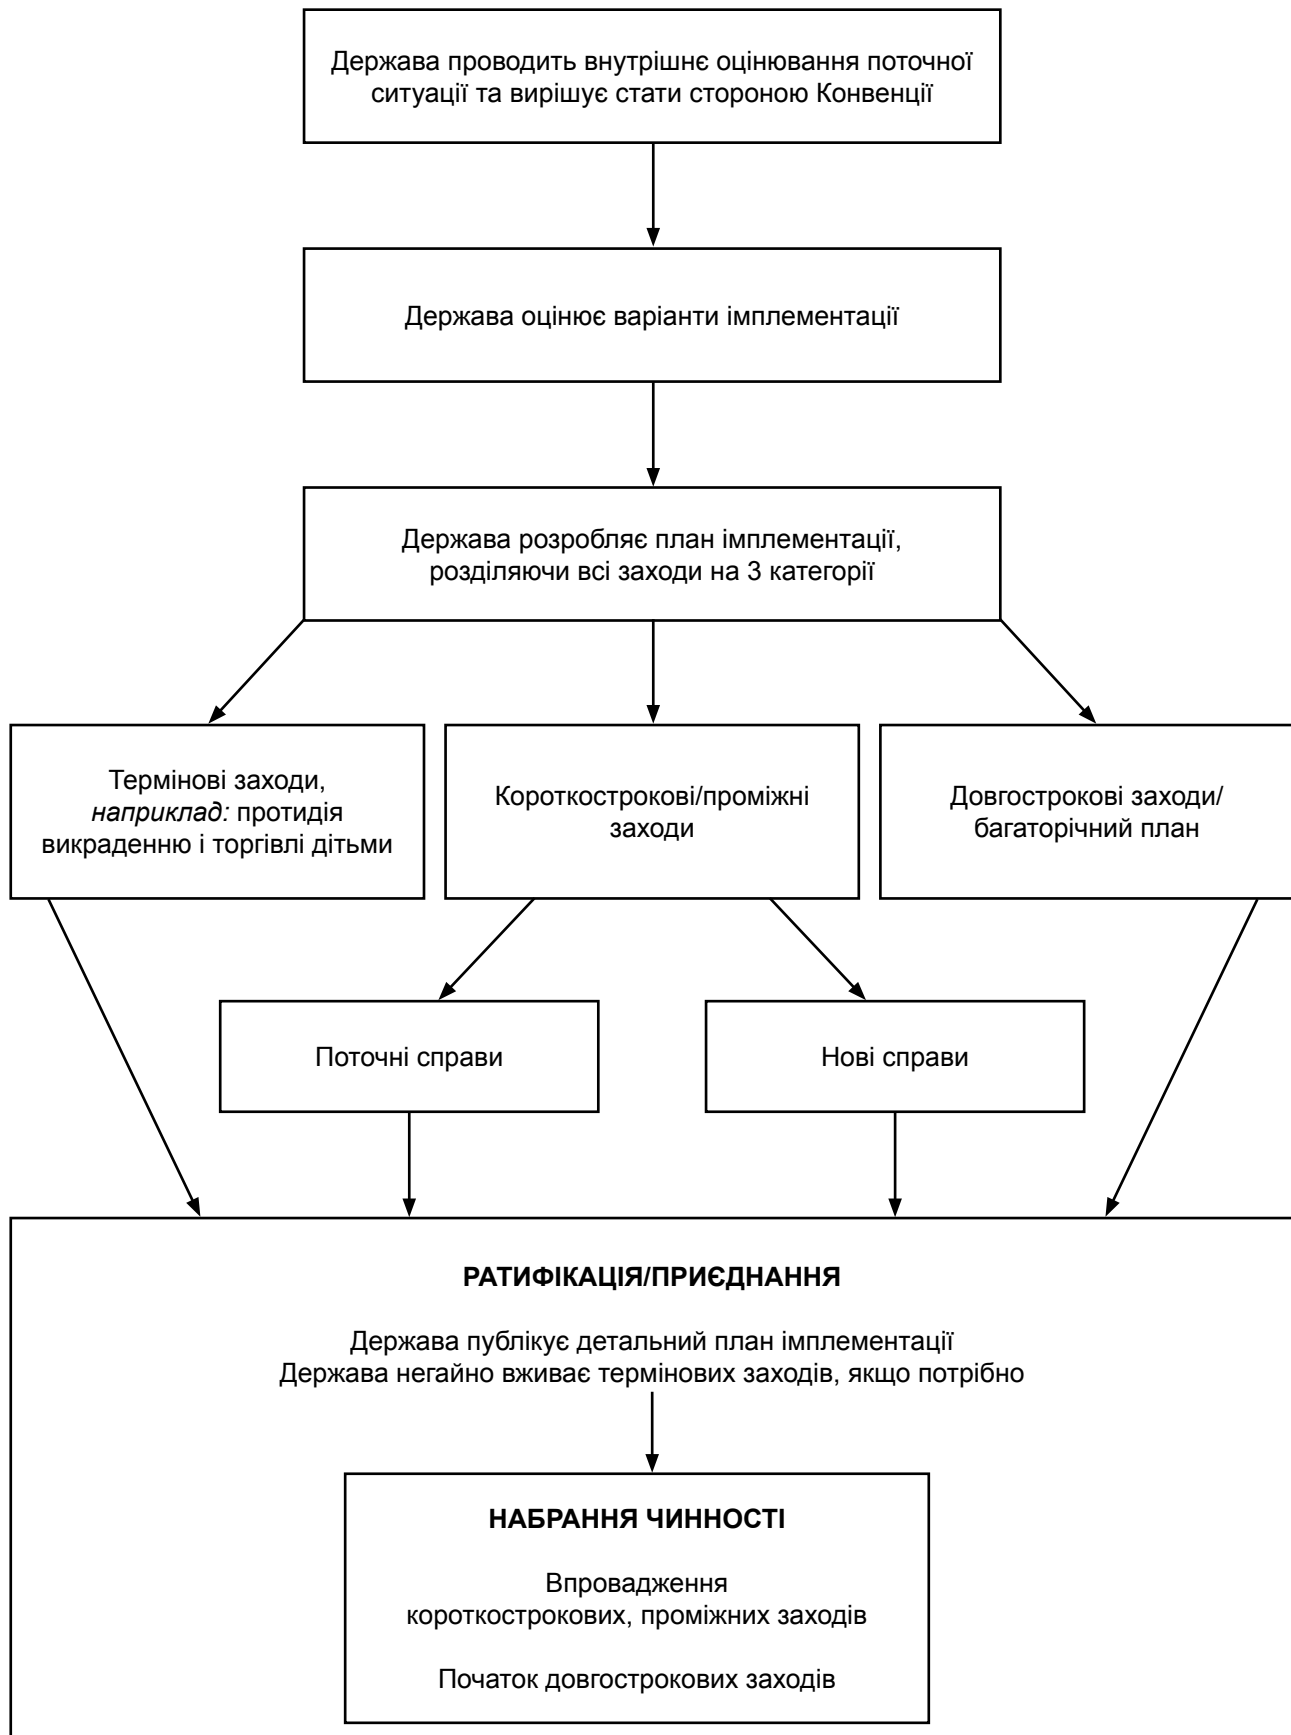 Держава проводить внутрішнє оцінювання поточної
ситуації та вирішує стати стороною Конвенції
Держава оцінює варіанти імплементації
Держава розробляє план імплементації,
розділяючи всі заходи на 3 категорії
Термінові заходи,
наприклад: протидія
викраденню і торгівлі дітьми
Короткострокові/проміжні
заходи
Довгострокові заходи/
багаторічний план
Поточні справи
Нові справи
РАТИФІКАЦІЯ/ПРИЄДНАННЯ
Держава публікує детальний план імплементації
Держава негайно вживає термінових заходів, якщо потрібно
НАБРАННЯ ЧИННОСТІ
Впровадження
короткострокових, проміжних заходів
Початок довгострокових заходів